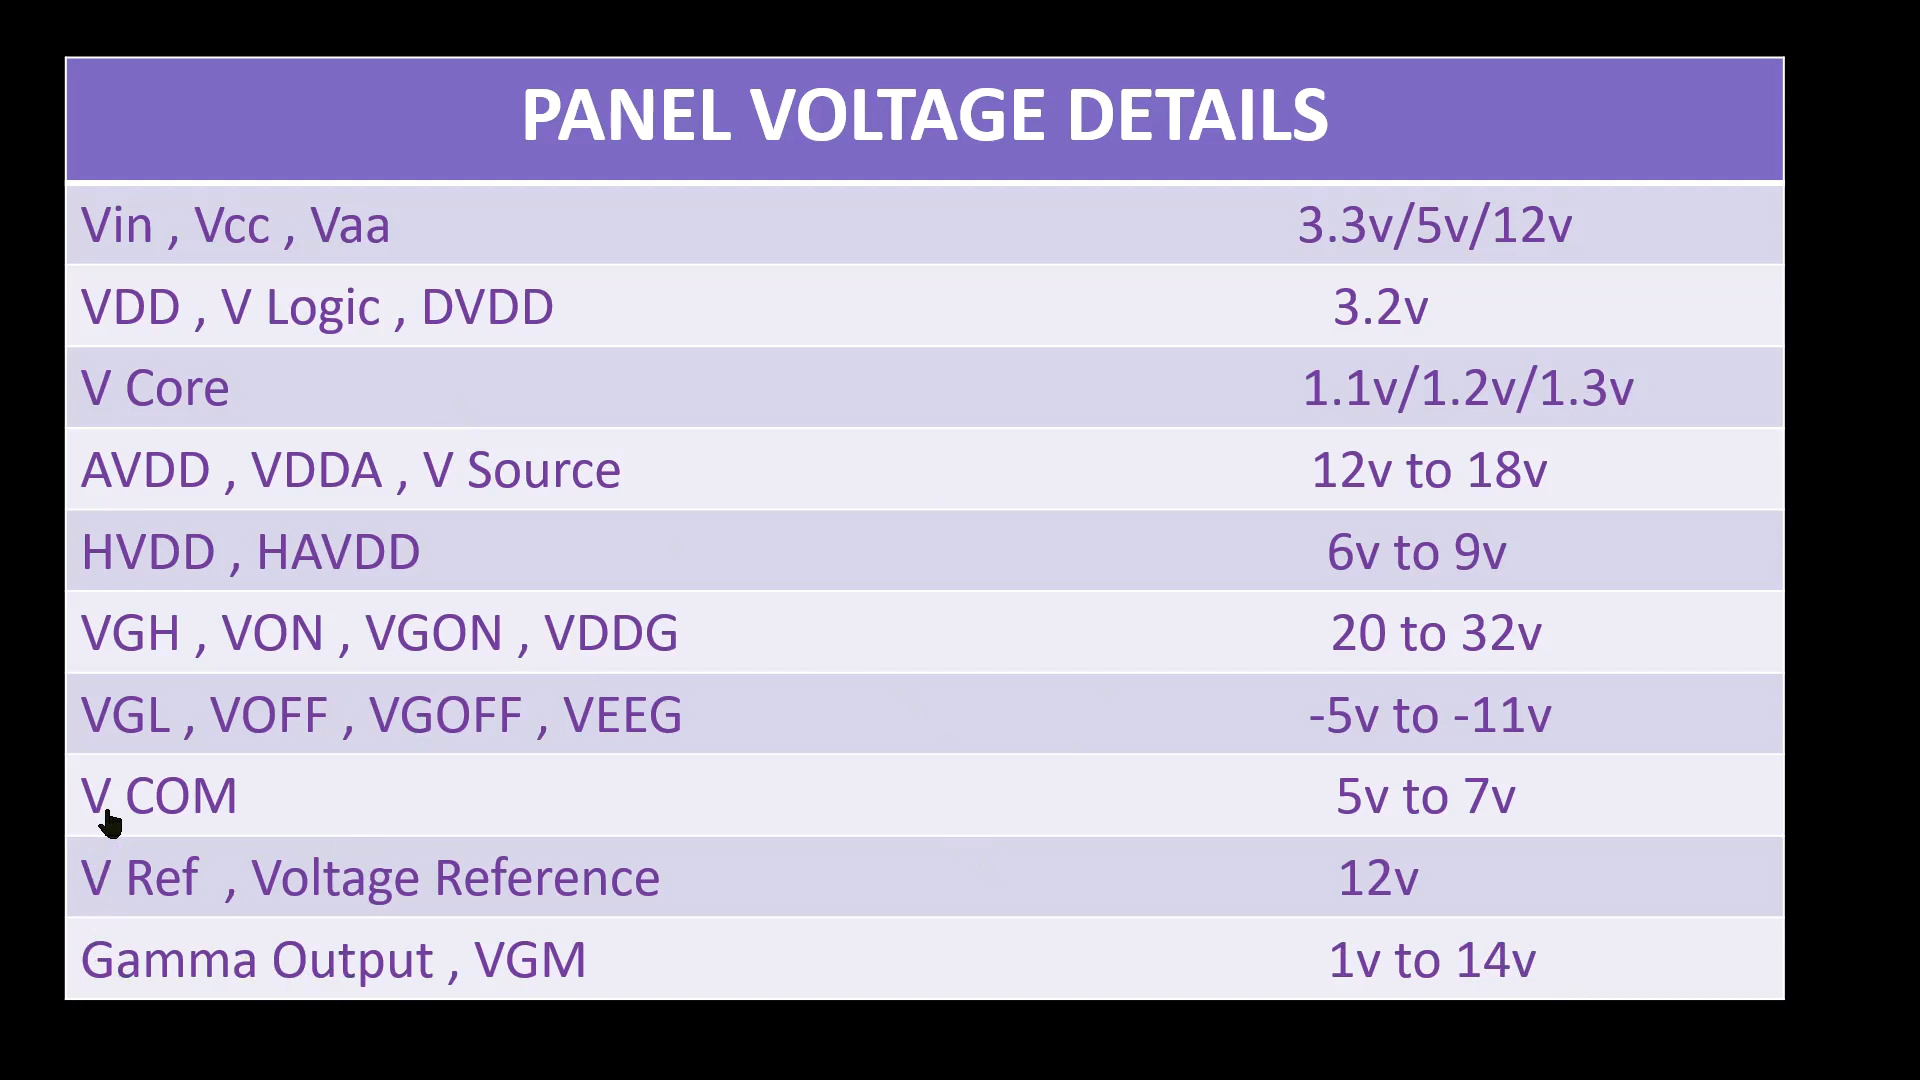 PANEL VOLTAGE DETAILS
Vin , Vcc , Vaa 3.3v/5v/12v
VDD , V Logic , DVDD 3.2v
V Core 1.1v/1.2v/1.3v
AVDD , VDDA , V Source 12v to 18v
HVDD , HAVDD 6v to 9v
VGH , VON , VGON , VDDG 20 to 32v
VGL , VOFF , VGOFF , VEEG -5v to -11v
V COM 5v to 7v
V Ref , Voltage Reference 12v
Gamma Output , VGM 1v to 14v